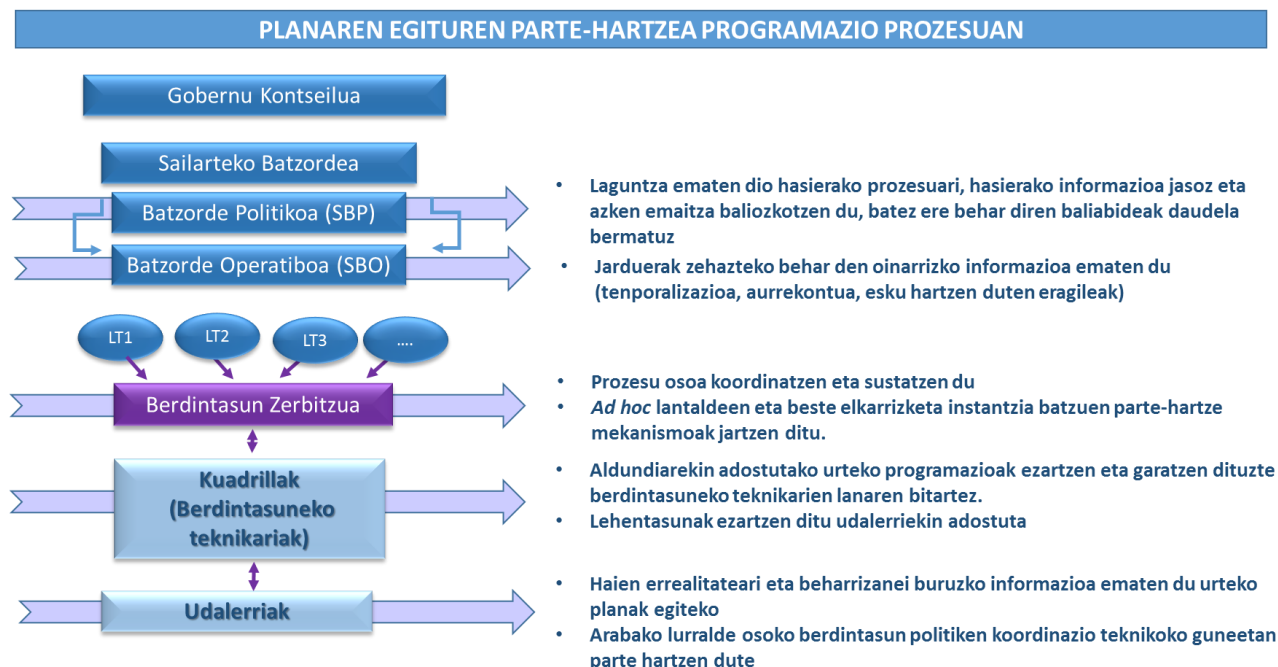 PLANAREN EGITUREN PARTE-HARTZEA PROGRAMAZIO PROZESUAN
Gobernu Kontseilua
Sailarteko Batzordea
Batzorde Politikoa (SBP)
• Laguntza ematen dio hasierako prozesuari, hasierako informazioa jasoz eta
azken emaitza baliozkotzen du, batez ere behar diren baliabideak daudela
bermatuz
Batzorde Operatiboa (SBO)
• Jarduerak zehazteko behar den oinarrizko informazioa ematen du
(tenporalizazioa, aurrekontua, esku hartzen duten eragileak)
LT1
LT2
LT3
....
Berdintasun Zerbitzua
• Prozesu osoa koordinatzen eta sustatzen du
• Ad hoc lantaldeen eta beste elkarrizketa instantzia batzuen parte-hartze
mekanismoak jartzen ditu.
Kuadrillak
(Berdintasuneko
teknikariak)
• Aldundiarekin adostutako urteko programazioak ezartzen eta garatzen dituzte
berdintasuneko teknikarien lanaren bitartez.
• Lehentasunak ezartzen ditu udalerriekin adostuta
Udalerriak
• Haien errealitateari eta beharrizanei buruzko informazioa ematen du urteko
planak egiteko
• Arabako lurralde osoko berdintasun politiken koordinazio teknikoko guneetan
parte hartzen dute